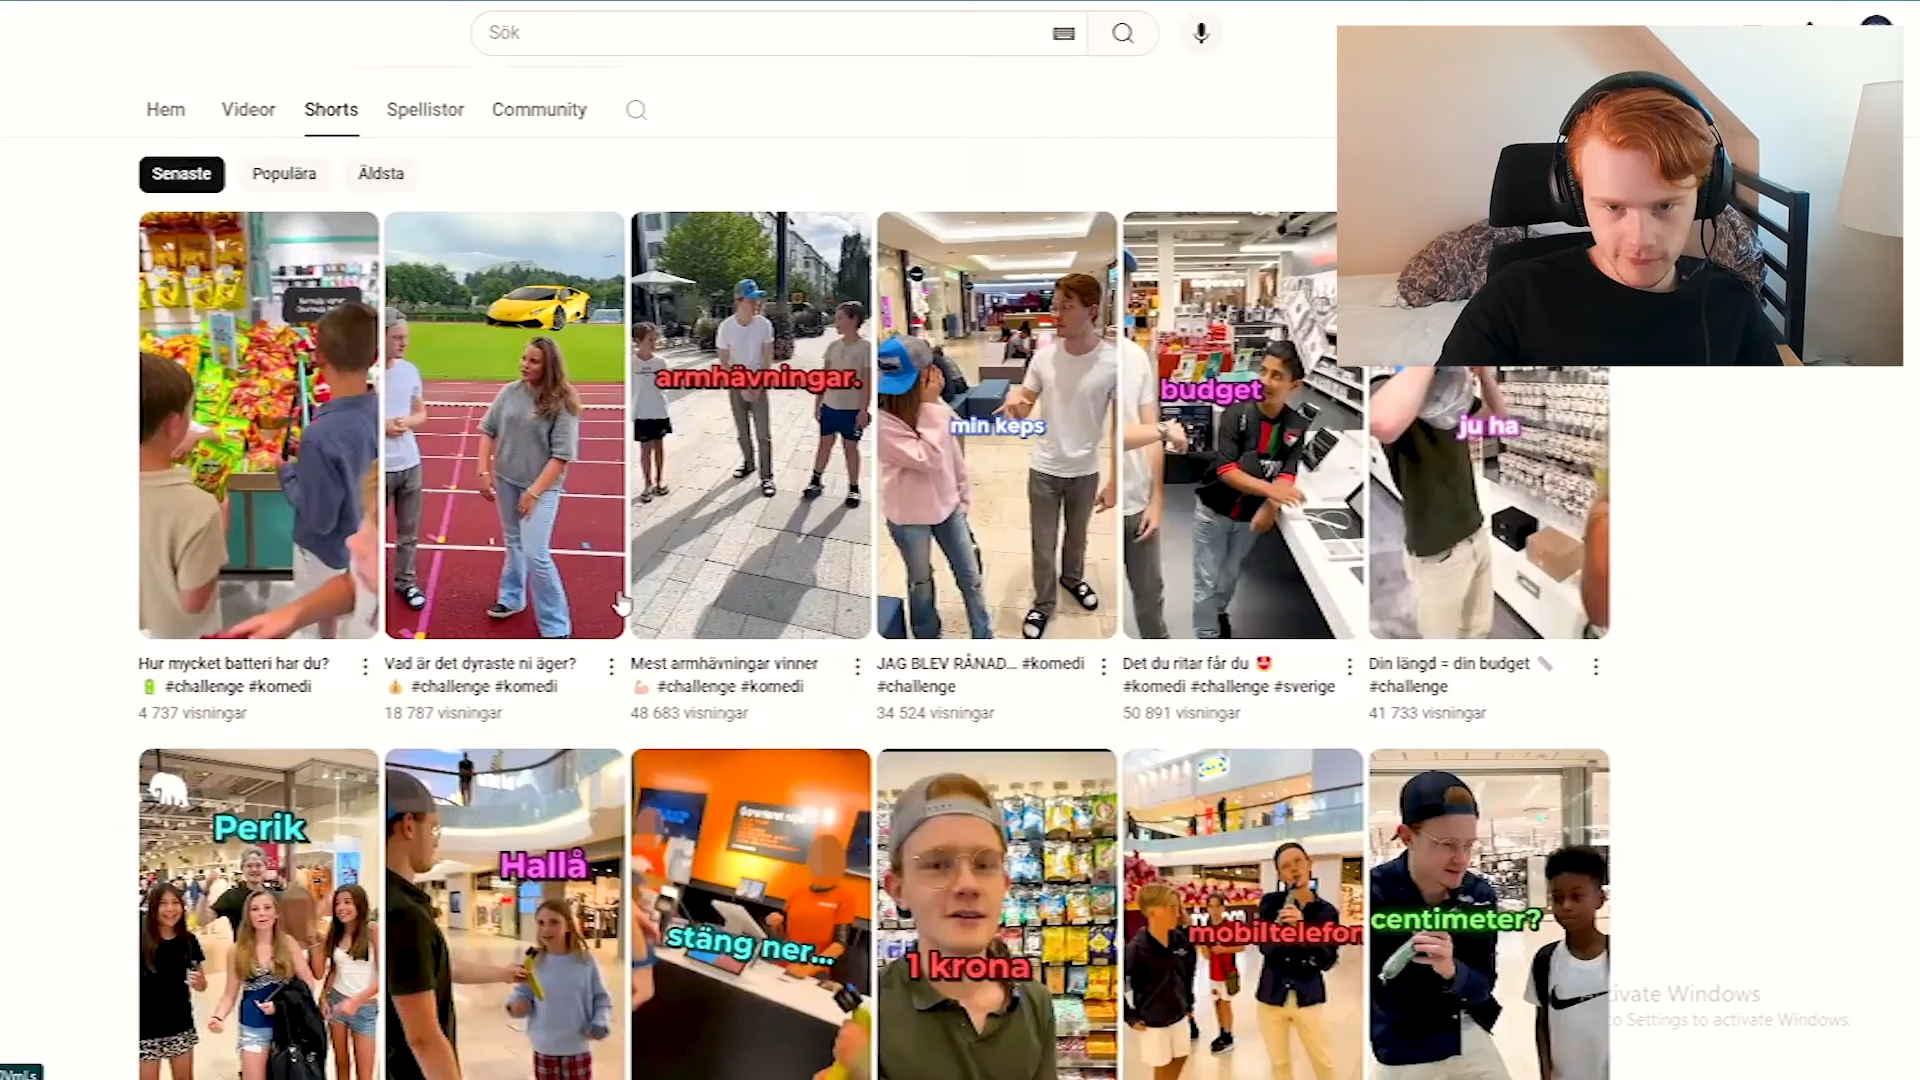 Sök
Hem Videor Shorts Spellistor Community
Senaste Populära Äldsta
armhävningar.
min keps
budget
ju ha
Hur mycket batteri har du?
🔋 #challenge #komedi
4 737 visningar
Vad är det dyraste ni äger?
💰 #challenge #komedi
18 787 visningar
Mest armhävningar vinner
💪🏻 #challenge #komedi
48 683 visningar
JAG BLEV RÅNAD... #komedi
#challenge
34 524 visningar
Det du ritar får du 🤩
#komedi #challenge #sverige
50 891 visningar
Din längd = din budget 📏
#challenge
41 733 visningar
Perik
Hallå
stäng ner...
1 krona
mobiltelefon
centimeter?
Activate Windows
to Settings to activate Windows.